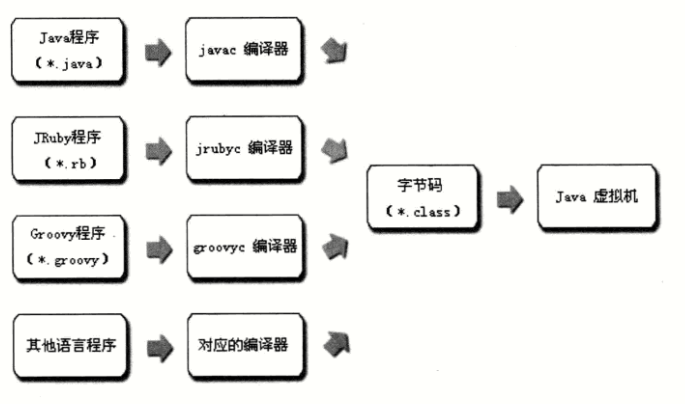 Java程序
(*.java)
javac 编译器
JRuby程序
(*.rb)
jrubyc 编译器
Groovy程序
(*.groovy)
groovyc 编译器
其他语言程序
对应的编译器
字节码
(*.class)
Java 虚拟机